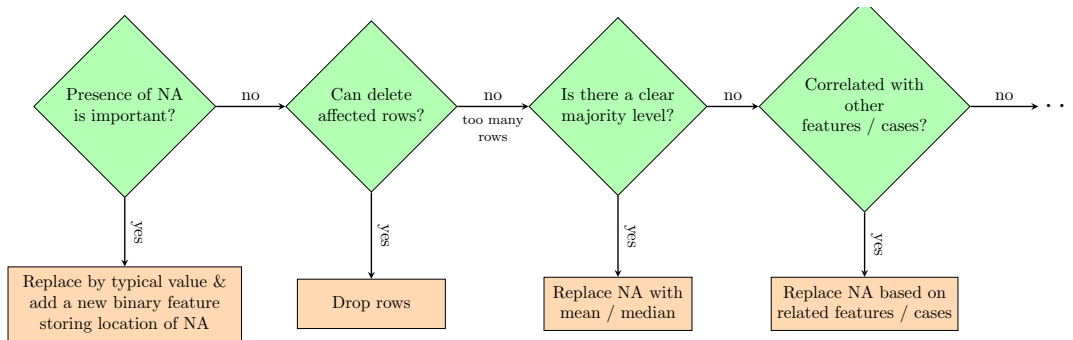 Presence of NA
is important?
no
Can delete
affected rows?
no
too many
rows
Is there a clear
majority level?
no
Correlated with
other
features / cases?
no
yes
yes
yes
yes
Replace by typical value &
add a new binary feature
storing location of NA
Drop rows
Replace NA with
mean / median
Replace NA based on
related features / cases